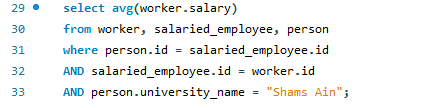 29 select avg(worker.salary)
30 from worker, salaried_employee, person
31 where person.id = salaried_employee.id
32 AND salaried_employee.id = worker.id
33 AND person.university_name = "Shams Ain";